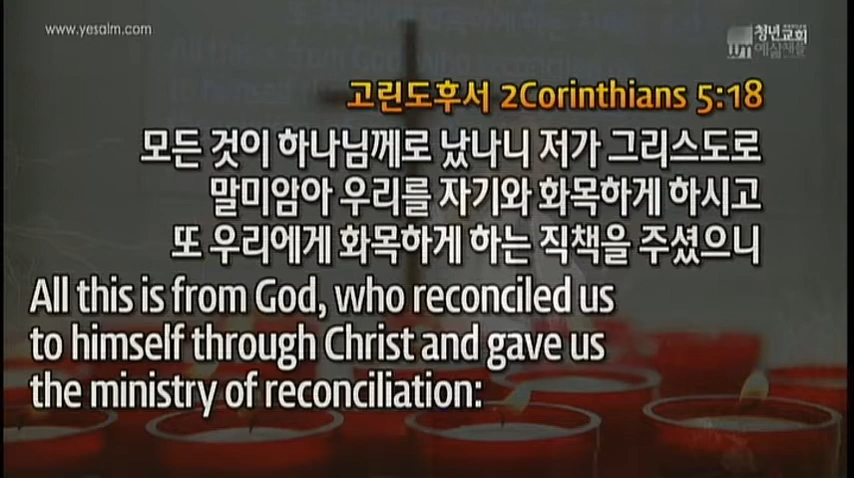 www.yesalm.com
청년교회
예삶채플
고린도후서 2Corinthians 5:18
모든 것이 하나님께로 났나니 저가 그리스도로
말미암아 우리를 자기와 화목하게 하시고
또 우리에게 화목하게 하는 직책을 주셨으니
All this is from God, who reconciled us
to himself through Christ and gave us
the ministry of reconciliation: